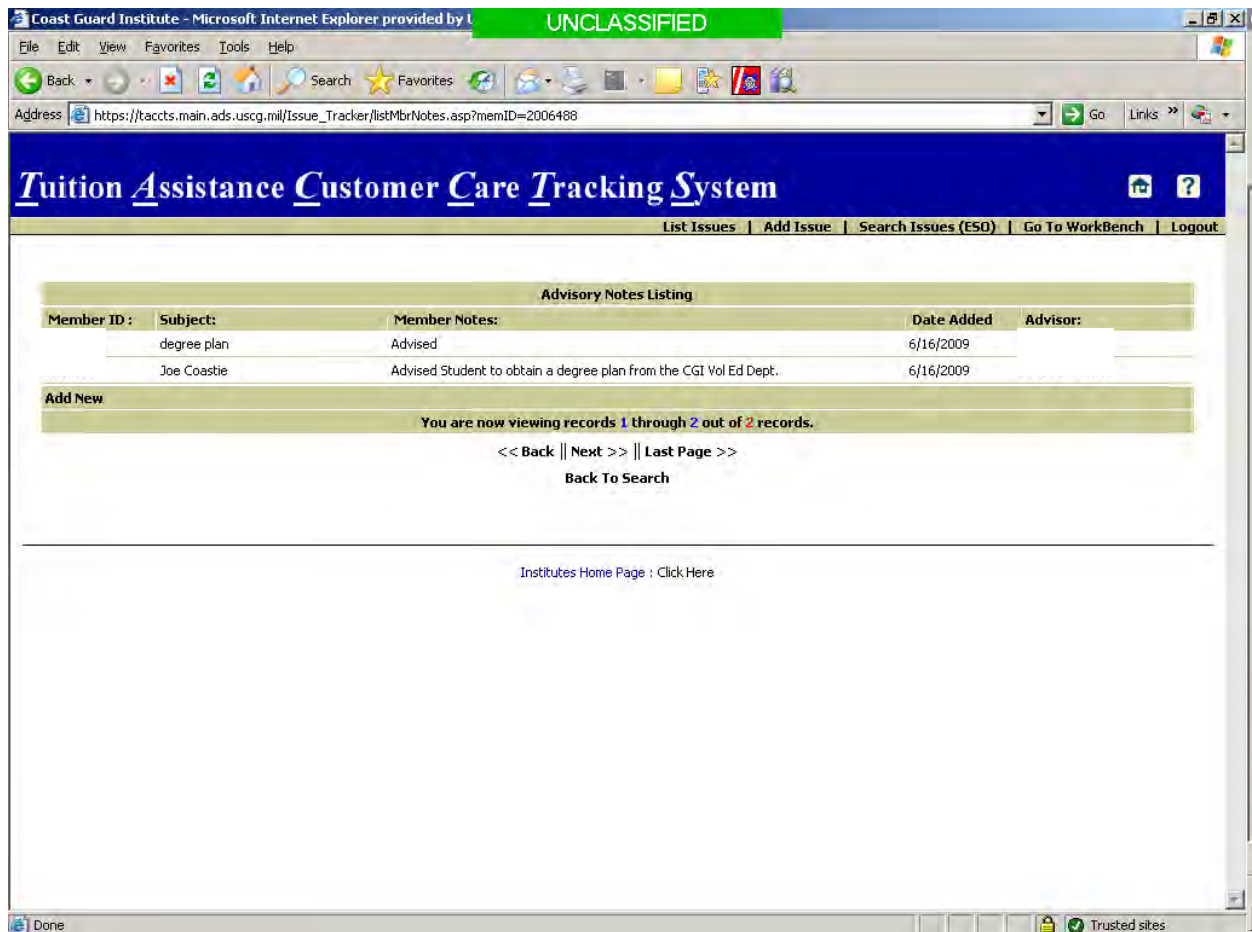 Coast Guard Institute - Microsoft Internet Explorer provided by U
UNCLASSIFIED
File Edit View Favorites Tools Help
Back Search Favorites
Address https://taccts.main.ads.uscg.mil/Issue_Tracker/listMbrNotes.asp?memID=2006488 Go Links »
Tuition Assistance Customer Care Tracking System ?
List Issues | Add Issue | Search Issues (ESO) | Go To WorkBench | Logout
Advisory Notes Listing
Member ID : Subject: Member Notes: Date Added Advisor:
degree plan Advised 6/16/2009
Joe Coastie Advised Student to obtain a degree plan from the CGI Vol Ed Dept. 6/16/2009
Add New
You are now viewing records 1 through 2 out of 2 records.
<< Back || Next >> || Last Page >>
Back To Search
Institutes Home Page : Click Here
Done Trusted sites